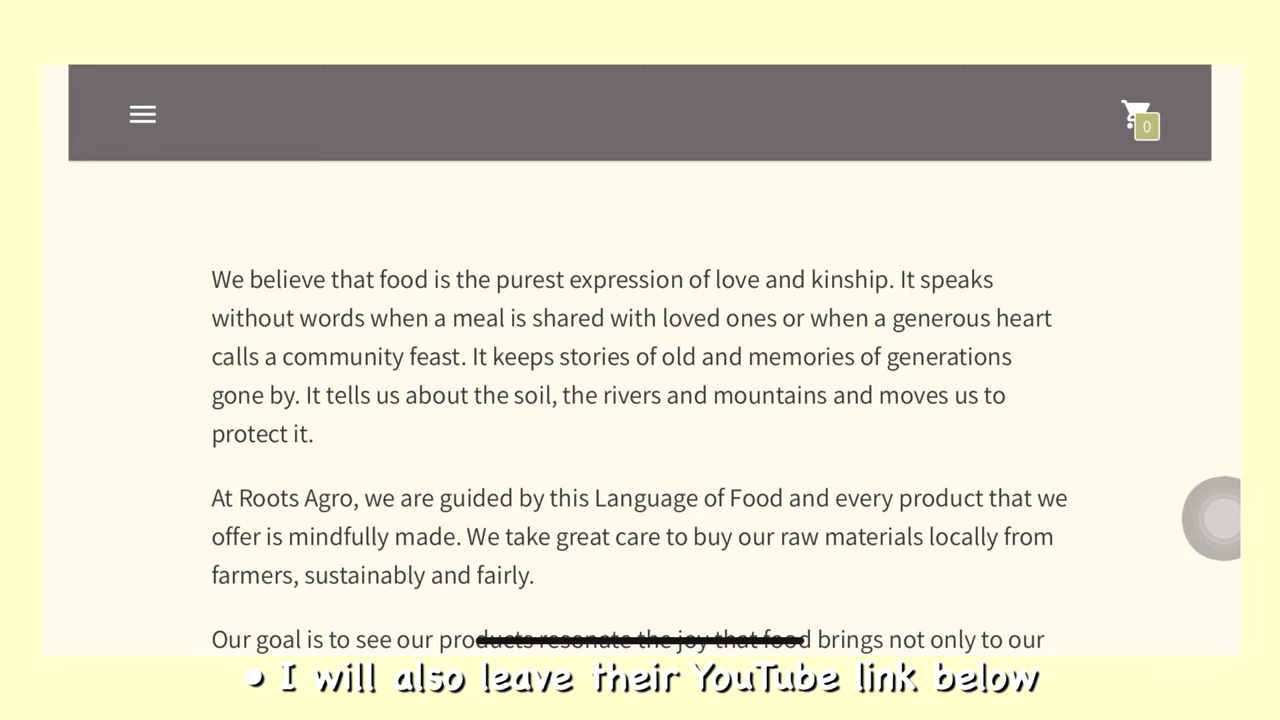 0
We believe that food is the purest expression of love and kinship. It speaks
without words when a meal is shared with loved ones or when a generous heart
calls a community feast. It keeps stories of old and memories of generations
gone by. It tells us about the soil, the rivers and mountains and moves us to
protect it.
At Roots Agro, we are guided by this Language of Food and every product that we
offer is mindfully made. We take great care to buy our raw materials locally from
farmers, sustainably and fairly.
Our goal is to see our products resonate the joy that food brings not only to our
• I will also leave their YouTube link below